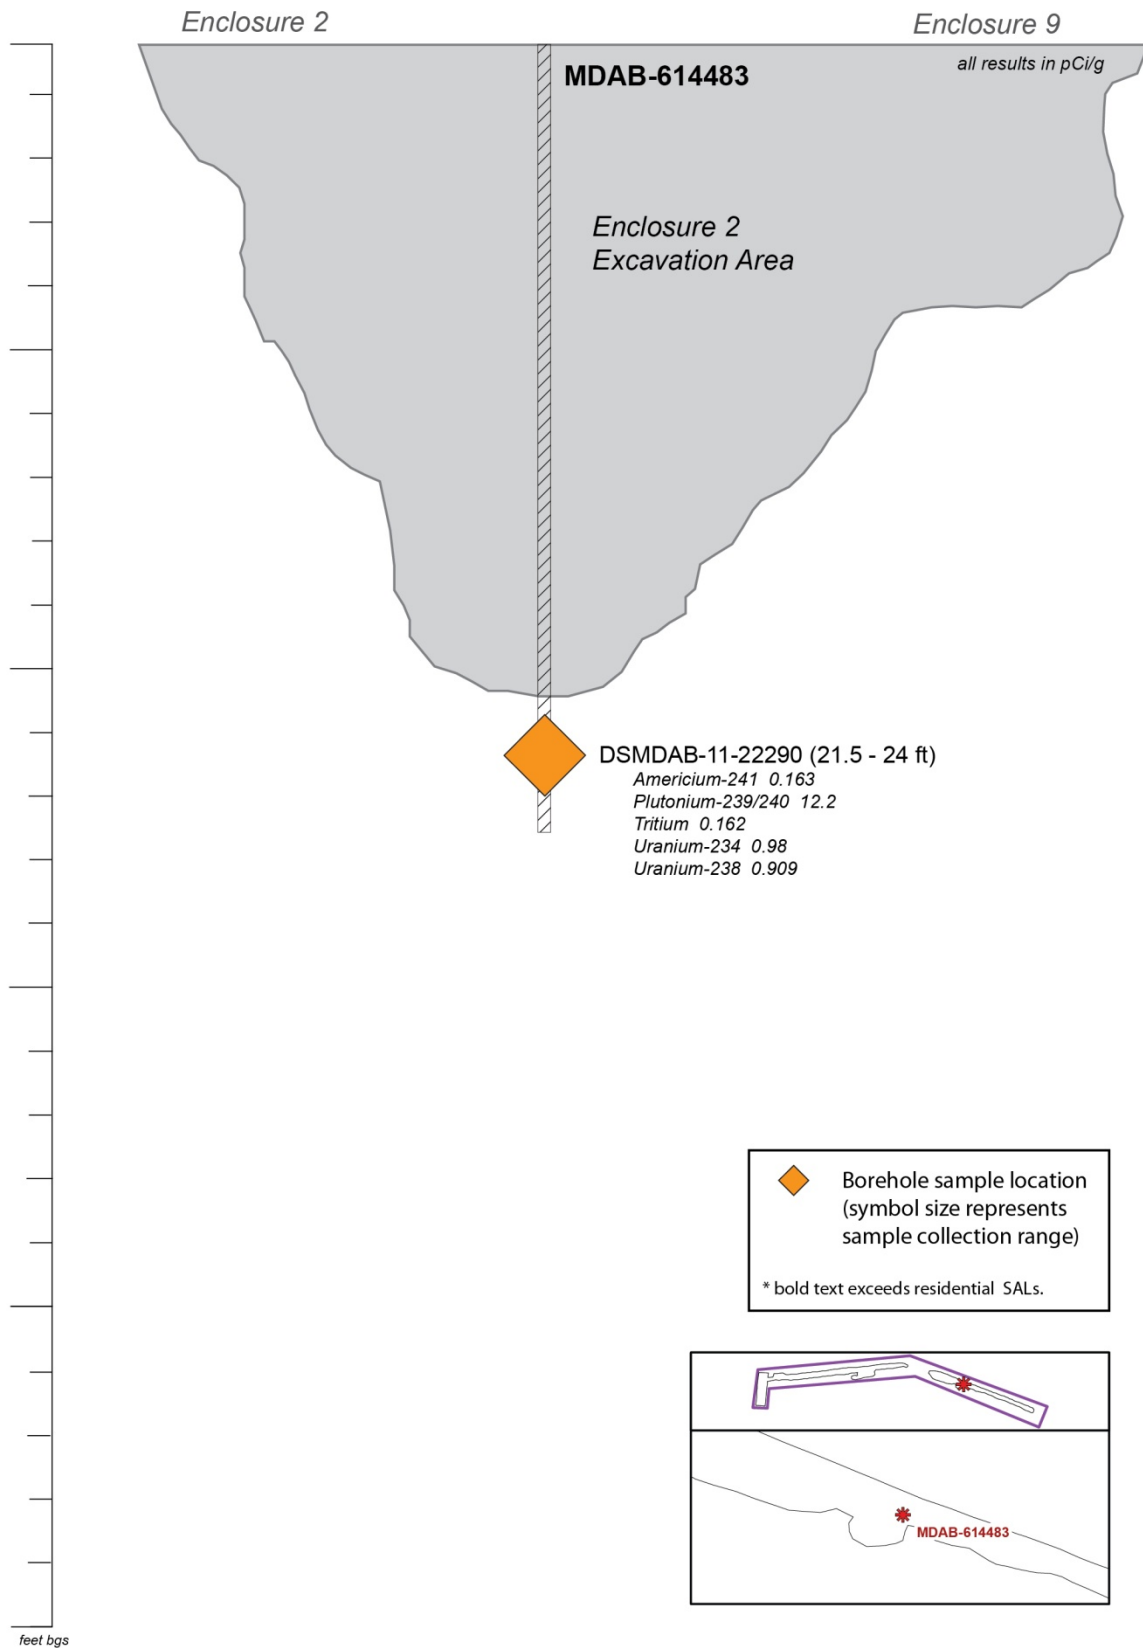 Enclosure 2
Enclosure 9
all results in pCi/g
MDAB-614483
Enclosure 2
Excavation Area
DSMDAB-11-22290 (21.5 - 24 ft)
Americium-241 0.163
Plutonium-239/240 12.2
Tritium 0.162
Uranium-234 0.98
Uranium-238 0.909
Borehole sample location
(symbol size represents
sample collection range)
* bold text exceeds residential SALs.
MDAB-614483
feet bgs